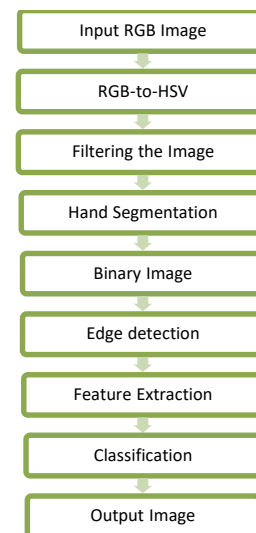 Input RGB Image
RGB-to-HSV
Filtering the Image
Hand Segmentation
Binary Image
Edge detection
Feature Extraction
Classification
Output Image